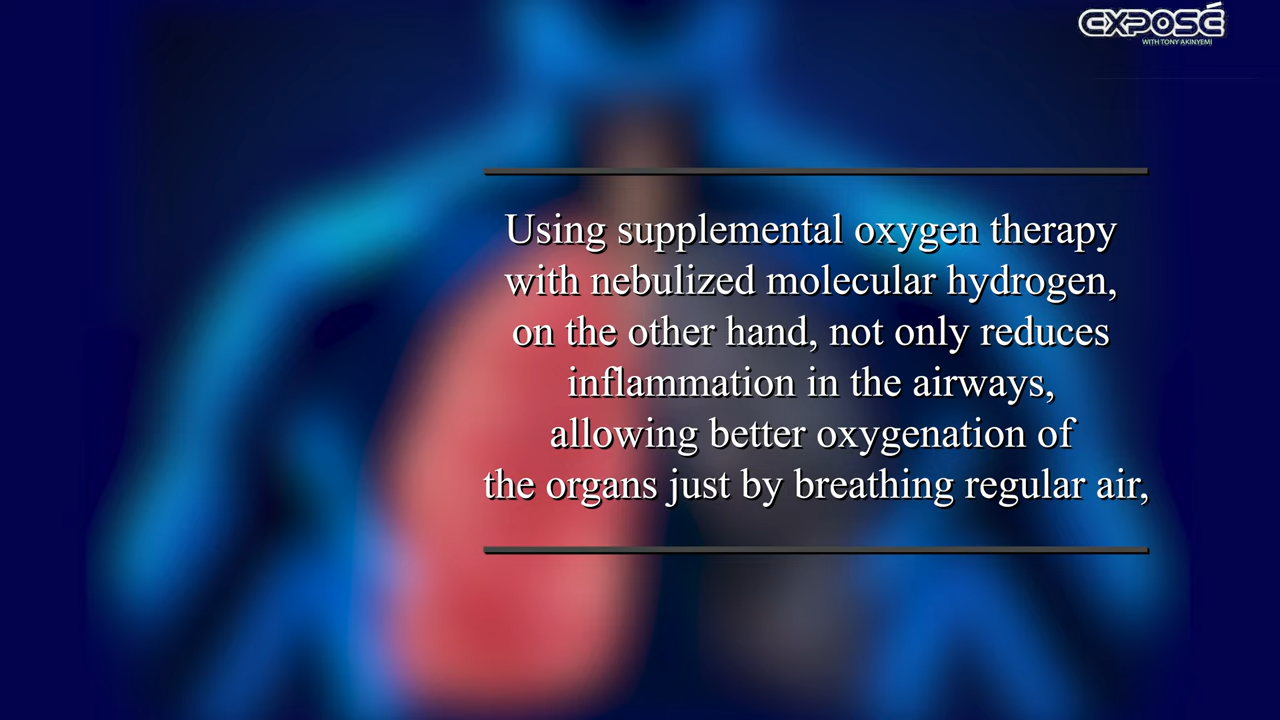 EXPOSÉ
WITH TONY AKINYEMI
Using supplemental oxygen therapy
with nebulized molecular hydrogen,
on the other hand, not only reduces
inflammation in the airways,
allowing better oxygenation of
the organs just by breathing regular air,